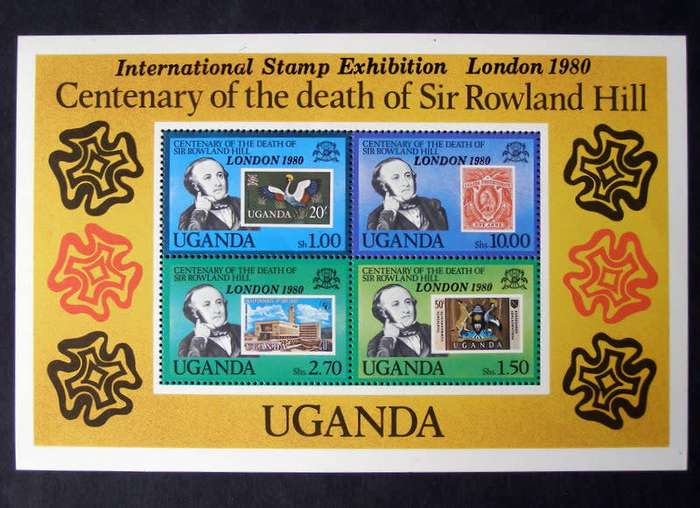 International Stamp Exhibition London 1980
Centenary of the death of Sir Rowland Hill
CENTENARY OF THE DEATH OF
SIR ROWLAND HILL
LONDON 1980
UGANDA
20/-
UGANDA
Sh.1.00
CENTENARY OF THE DEATH OF
SIR ROWLAND HILL
LONDON 1980
UGANDA
Shs.10.00
CENTENARY OF THE DEATH OF
SIR ROWLAND HILL
LONDON 1980
UGANDA
UGANDA
Shs.2.70
CENTENARY OF THE DEATH OF
SIR ROWLAND HILL
LONDON 1980
50c
UGANDA
UGANDA
Shs.1.50
UGANDA